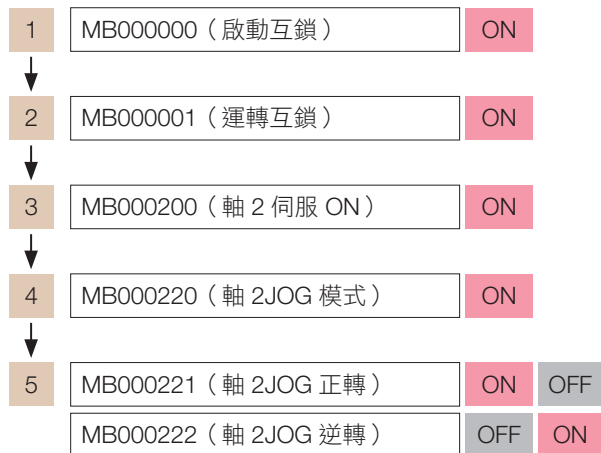 1 MB000000（啟動互鎖） ON
2 MB000001（運轉互鎖） ON
3 MB000200（軸 2 伺服 ON） ON
4 MB000220（軸 2JOG 模式） ON
5 MB000221（軸 2JOG 正轉） ON OFF
MB000222（軸 2JOG 逆轉） OFF ON